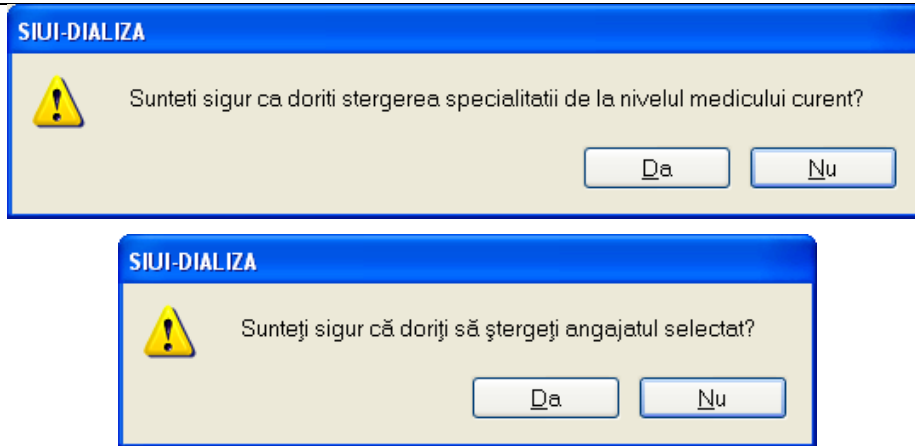 SIUI-DIALIZA
Sunteti sigur ca doriti stergerea specialitatii de la nivelul medicului curent?
Da Nu
SIUI-DIALIZA
Sunteţi sigur că doriţi să ştergeţi angajatul selectat?
Da Nu